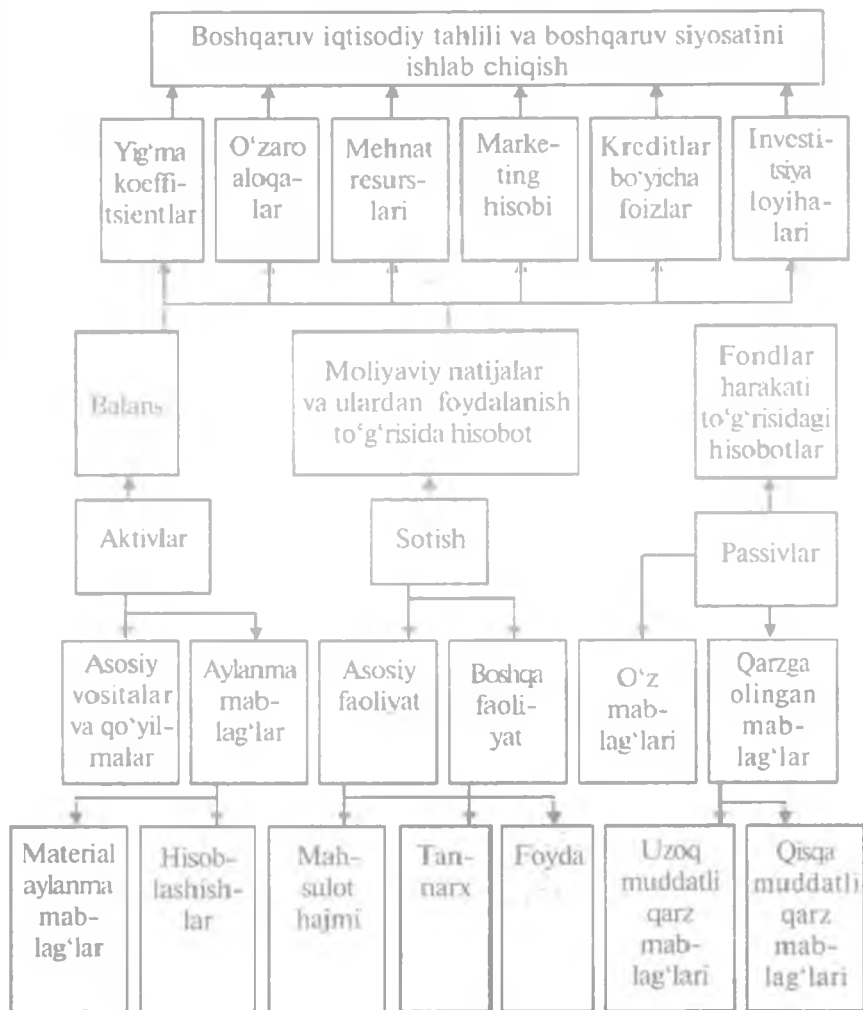 Boshqaruv iqtisodiy tahlili va boshqaruv siyosatini
ishlab chiqish
Yig‘ma
koeffi-
tsientlar
O‘zaro
aloqa-
lar
Mehnat
resurs-
lari
Marke-
ting
hisobi
Kreditlar
bo‘yicha
foizlar
Investi-
tsiya
loyiha-
lari
Balans
Moliyaviy natijalar
va ulardan foydalanish
to‘g‘risida hisobot
Fondlar
harakati
to‘g‘risidagi
hisobotlar
Aktivlar
Sotish
Passivlar
Asosiy
vositalar
va qo‘yil-
malar
Aylanma
mab-
lag‘lar
Asosiy
faoliyat
Boshqa
faoli-
yat
O‘z
mab-
lag‘lari
Qarzga
olingan
mab-
lag‘lar
Material
aylanma
mab-
lag‘lar
Hisob-
lashish-
lar
Mah-
sulot
hajmi
Tan-
narx
Foyda
Uzoq
muddatli
qarz
mab-
lag‘lari
Qisqa
muddatli
qarz
mab-
lag‘lari